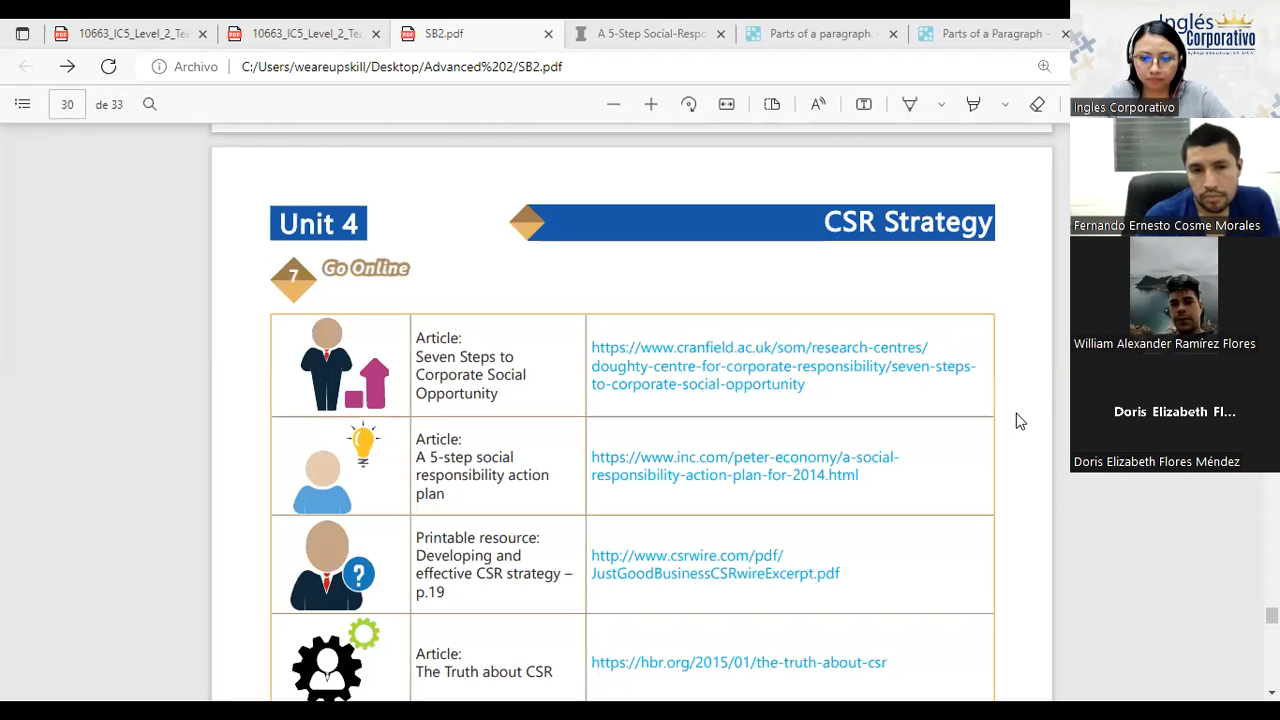 10663_IC5_Level_2_Tea
10663_IC5_Level_2_Tea
SB2.pdf
A 5-Step Social-Respo
Parts of a paragraph.
Parts of a Paragraph -
Archivo
C:/Users/weareupskill/Desktop/Advanced%202/SB2.pdf
30
de 33
Unit 4
CSR Strategy
7
Go Online
Article:
Seven Steps to
Corporate Social
Opportunity
https://www.cranfield.ac.uk/som/research-centres/
doughty-centre-for-corporate-responsibility/seven-steps-
to-corporate-social-opportunity
Article:
A 5-step social
responsibility action
plan
https://www.inc.com/peter-economy/a-social-
responsibility-action-plan-for-2014.html
?
Printable resource:
Developing and
effective CSR strategy –
p.19
http://www.csrwire.com/pdf/
JustGoodBusinessCSRwireExcerpt.pdf
Article:
The Truth about CSR
https://hbr.org/2015/01/the-truth-about-csr
Inglés
Corporativo
Ingles Corporativo
Fernando Ernesto Cosme Morales
William Alexander Ramírez Flores
Doris Elizabeth Fl...
Doris Elizabeth Flores Méndez